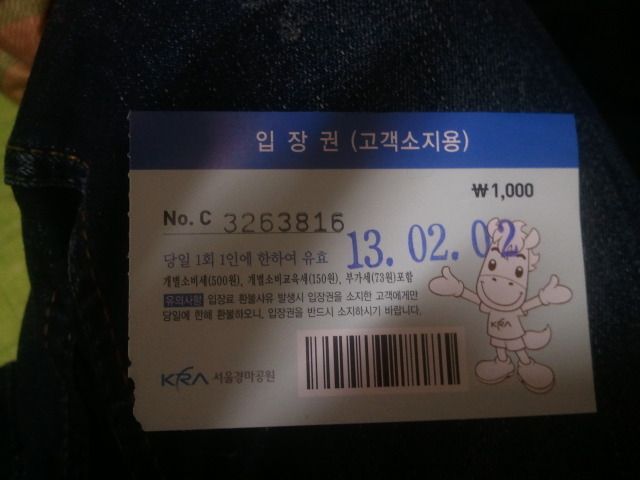 입장권 (고객소지용)
₩1,000
No. C 3263816
당일 1회 1인에 한하여 유효
13. 02. 02
개별소비세(500원), 개별소비교육세(150원), 부가세(73원)포함
유의사항 입장료 환불사유 발생시 입장권을 소지한 고객에게만
당일에 한해 환불하오니, 입장권을 반드시 소지하시기 바랍니다.
KRA
KRA 서울경마공원